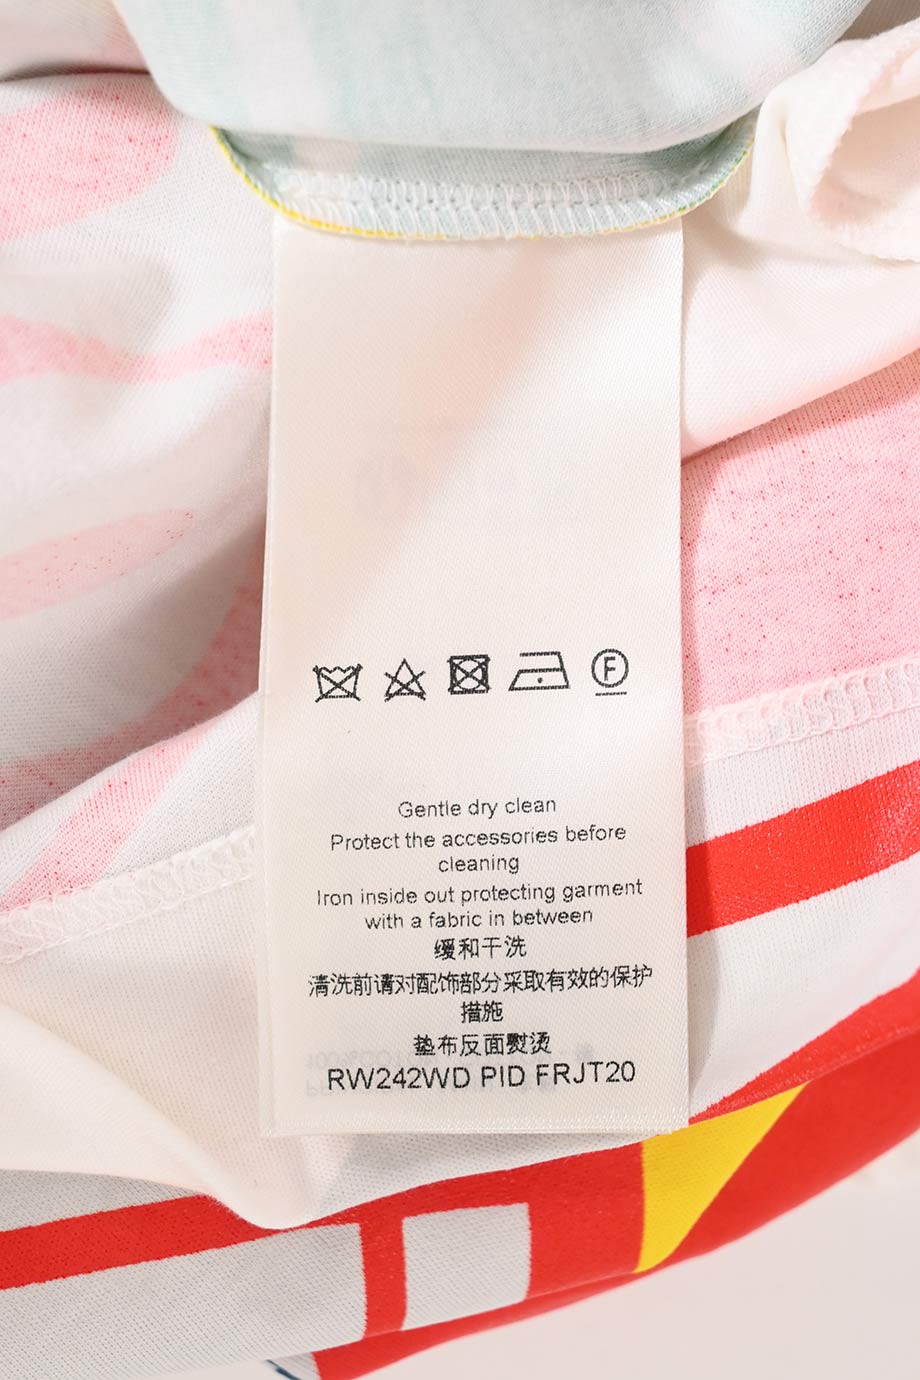 F
Gentle dry clean
Protect the accessories before
cleaning
Iron inside out protecting garment
with a fabric in between
缓和干洗
清洗前请对配饰部分采取有效的保护
措施
垫布反面熨烫
RW242WD PID FRJT20